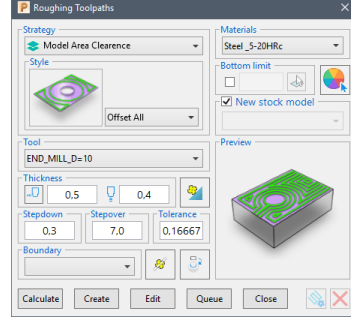 Roughing Toolpaths
Strategy
Model Area Clearence
Style
Offset All
Tool
END_MILL_D=10
Thickness
0,5
0,4
Stepdown
Stepover
Tolerance
0,3
7,0
0,16667
Boundary
Materials
Steel _5-20HRc
Bottom limit
New stock model
Preview
Calculate
Create
Edit
Queue
Close